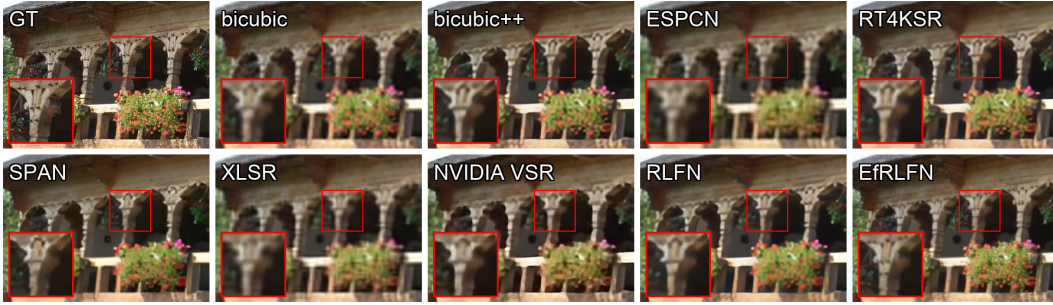 GT
bicubic
bicubic++
ESPCN
RT4KSR
SPAN
XLSR
NVIDIA VSR
RLFN
EfRLFN